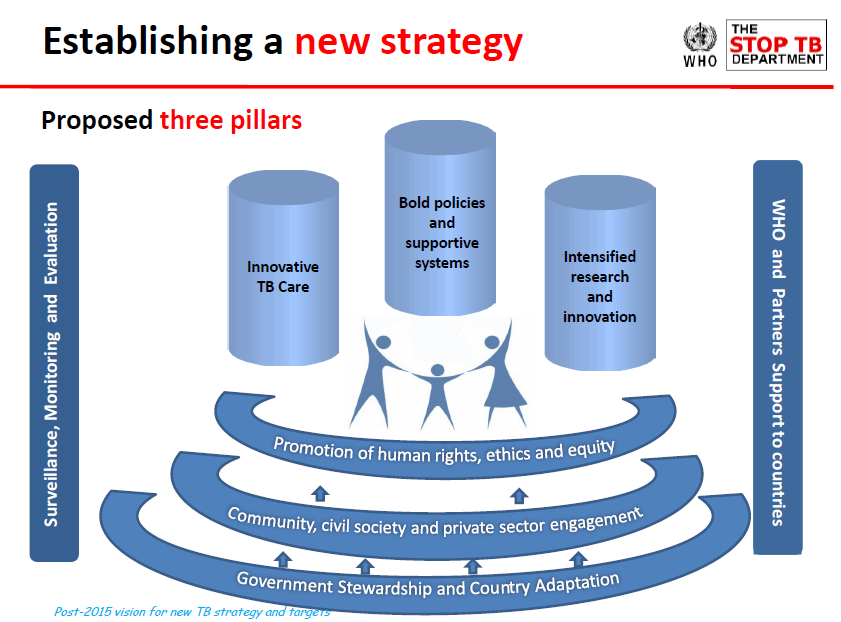 Establishing a new strategy
WHO
THE
STOP TB
DEPARTMENT
Proposed three pillars
Surveillance, Monitoring and Evaluation
Innovative
TB Care
Bold policies
and
supportive
systems
Intensified
research
and
innovation
WHO and Partners Support to countries
Promotion of human rights, ethics and equity
Community, civil society and private sector engagement
Government Stewardship and Country Adaptation
Post-2015 vision for new TB strategy and targets